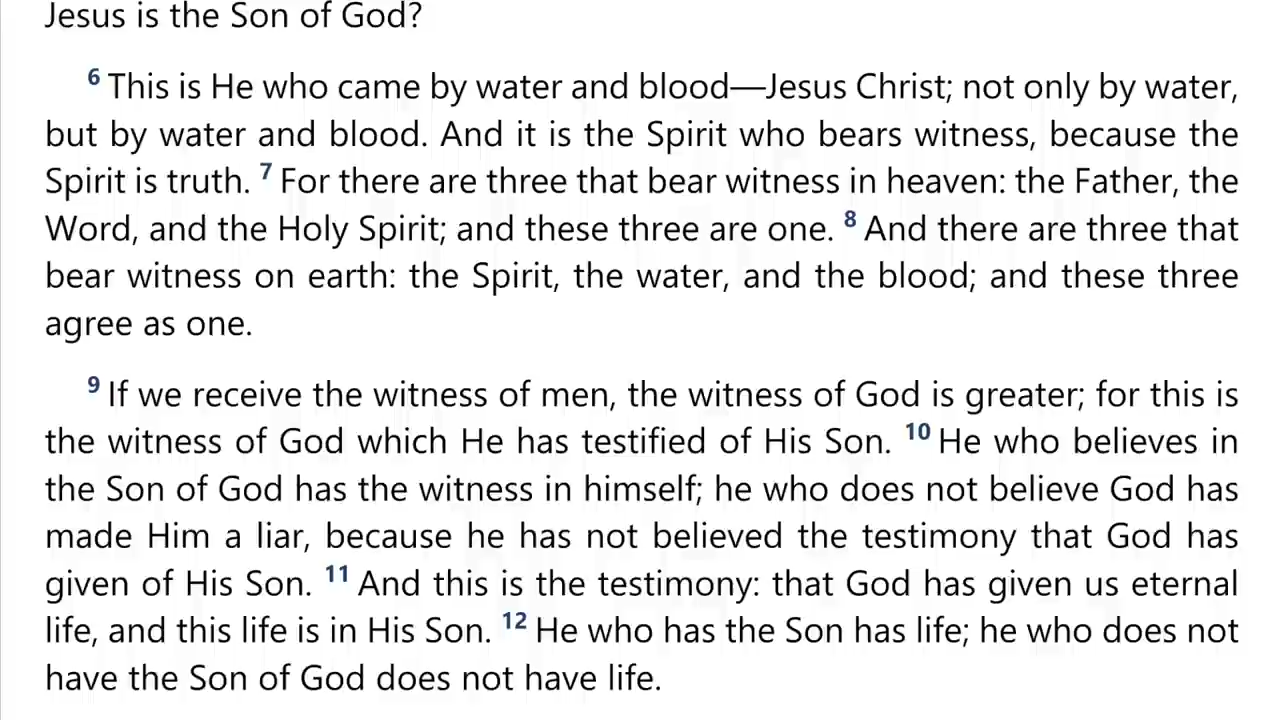 Jesus is the Son of God?
6 This is He who came by water and blood—Jesus Christ; not only by water,
but by water and blood. And it is the Spirit who bears witness, because the
Spirit is truth. 7 For there are three that bear witness in heaven: the Father, the
Word, and the Holy Spirit; and these three are one. 8 And there are three that
bear witness on earth: the Spirit, the water, and the blood; and these three
agree as one.
9 If we receive the witness of men, the witness of God is greater; for this is
the witness of God which He has testified of His Son. 10 He who believes in
the Son of God has the witness in himself; he who does not believe God has
made Him a liar, because he has not believed the testimony that God has
given of His Son. 11 And this is the testimony: that God has given us eternal
life, and this life is in His Son. 12 He who has the Son has life; he who does not
have the Son of God does not have life.